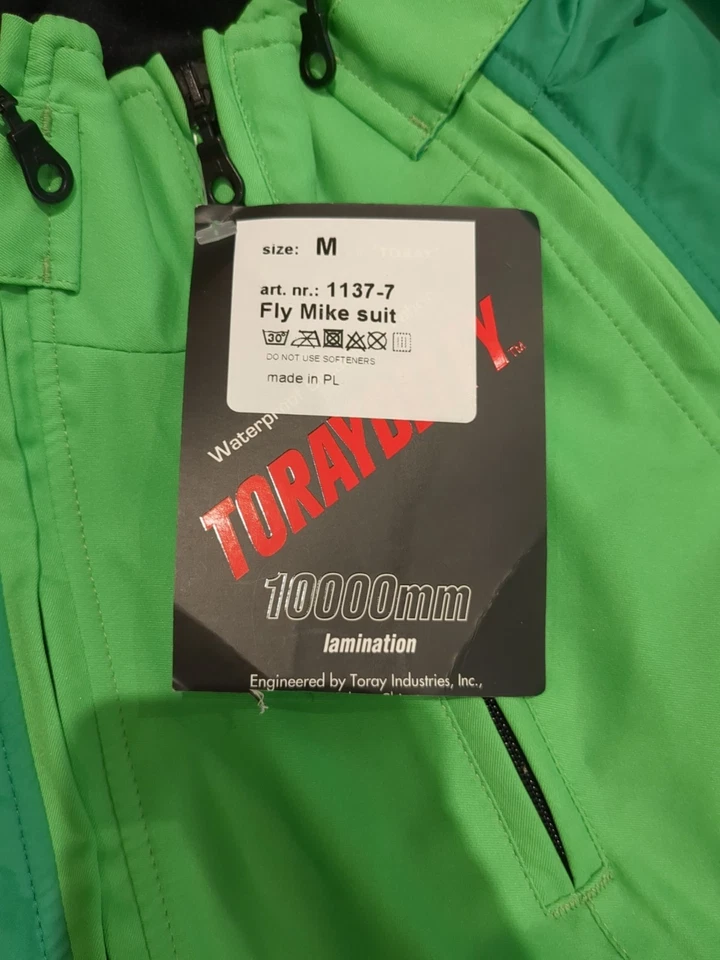 size: M
art. nr.: 1137-7
Fly Mike suit
30°
DO NOT USE SOFTENERS
made in PL
TORAY
10000mm
lamination
Engineered by Toray Industries, Inc.,